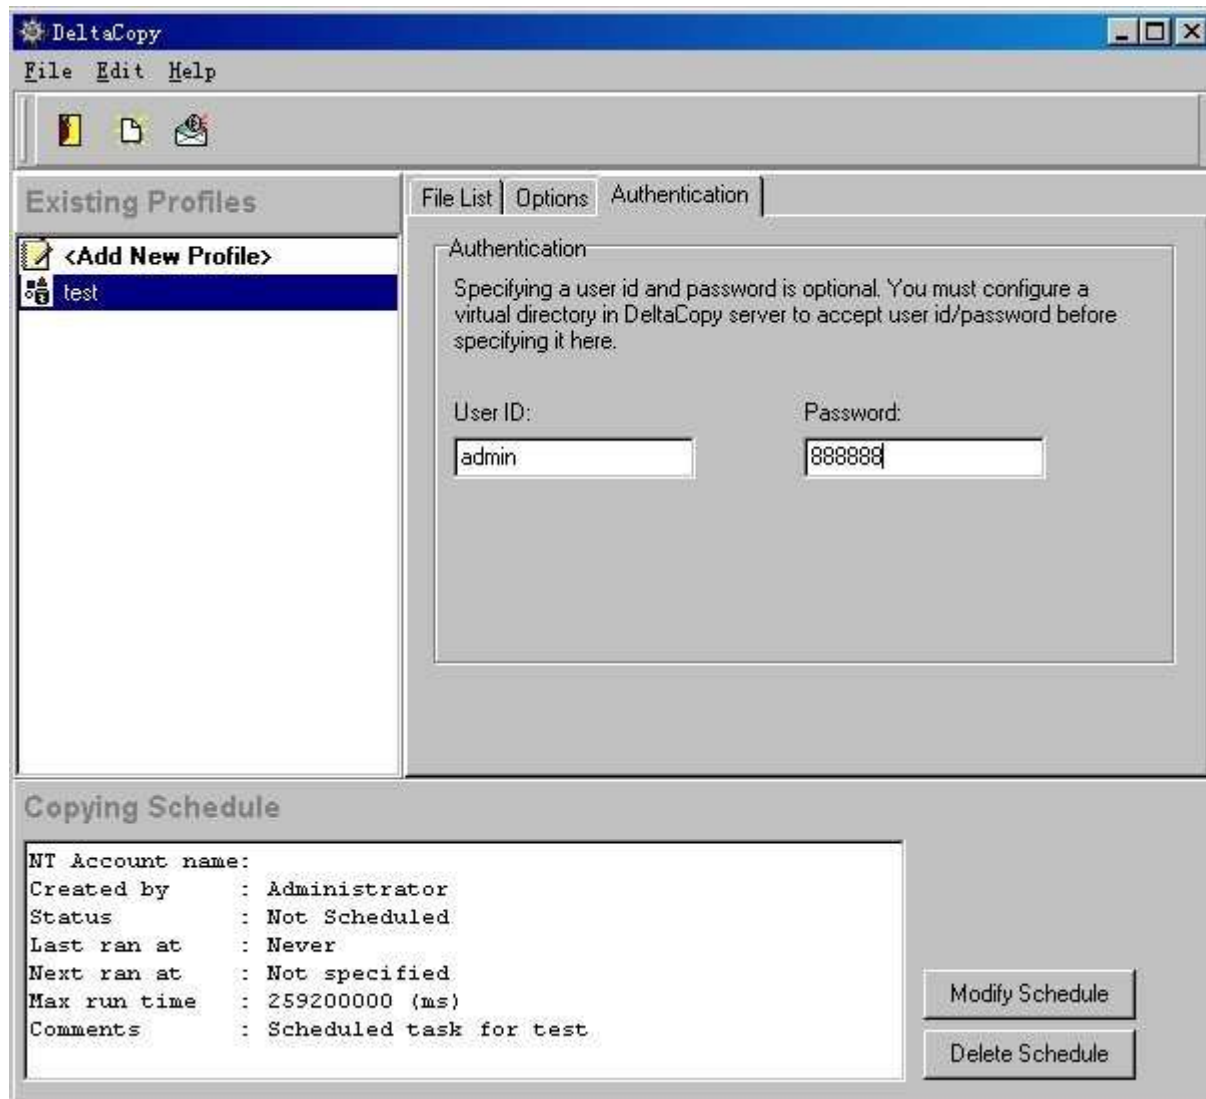 DeltaCopy
File Edit Help
Existing Profiles
<Add New Profile>
test
File List Options Authentication
Authentication
Specifying a user id and password is optional. You must configure a
virtual directory in DeltaCopy server to accept user id/password before
specifying it here.
User ID: Password:
admin 888888
Copying Schedule
NT Account name:
Created by : Administrator
Status : Not Scheduled
Last ran at : Never
Next ran at : Not specified
Max run time : 259200000 (ms)
Comments : Scheduled task for test
Modify Schedule
Delete Schedule